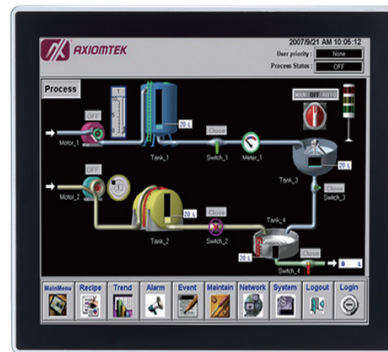 AXIOMTEK
2007/9/21 AM 10:05:12
User priority : None
Process Status : OFF
Process
MAN OFF AUTO
OFF
1
20 L
Close
Motor_1
Tank_1
Switch_1
Meter_1
20 L
Tank_3
OFF
Close
Switch_3
Motor_2
20 L
Close
Tank_4
Tank_2
Switch_2
20 L
Close
Switch_4
L
MainMenu
Recipe
Trend
Alarm
Event
Maintain
Network
System
Logout
Login